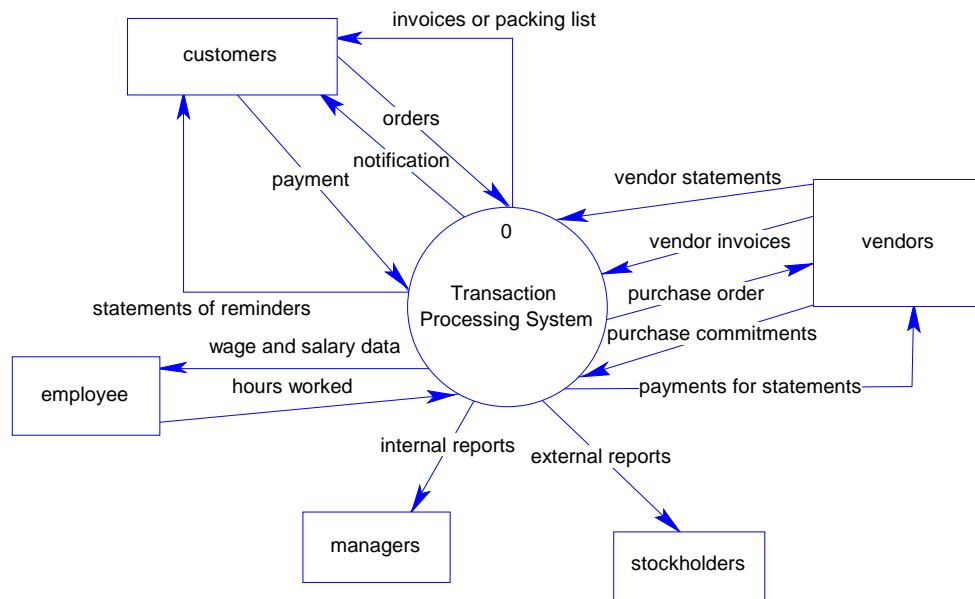 invoices or packing list
customers
orders
notification
payment
vendor statements
0
vendor invoices
vendors
Transaction
Processing System
purchase order
statements of reminders
purchase commitments
wage and salary data
payments for statements
employee
hours worked
internal reports
external reports
managers
stockholders